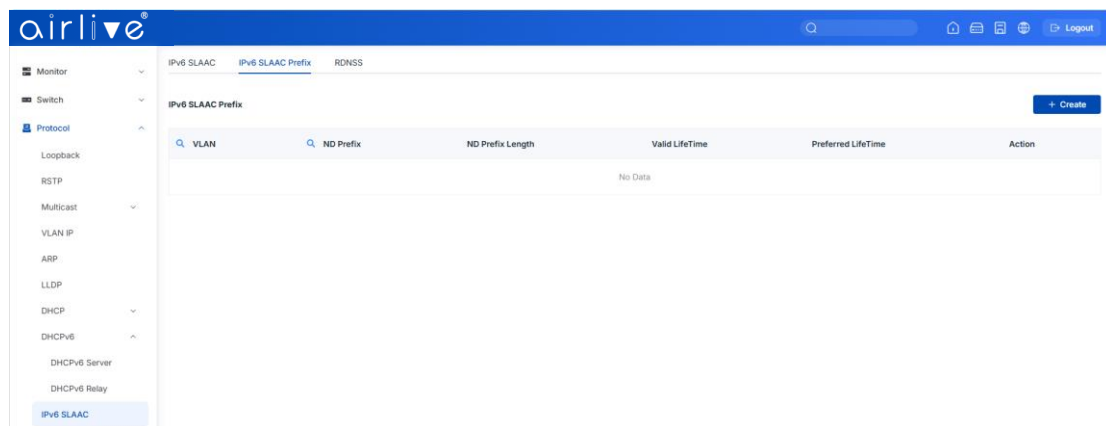 airlive®
Logout
Monitor
Switch
Protocol
Loopback
RSTP
Multicast
VLAN IP
ARP
LLDP
DHCP
DHCPv6
DHCPv6 Server
DHCPv6 Relay
IPv6 SLAAC
IPv6 SLAAC IPv6 SLAAC Prefix RDNSS
IPv6 SLAAC Prefix
+ Create
VLAN ND Prefix ND Prefix Length Valid LifeTime Preferred LifeTime Action
No Data